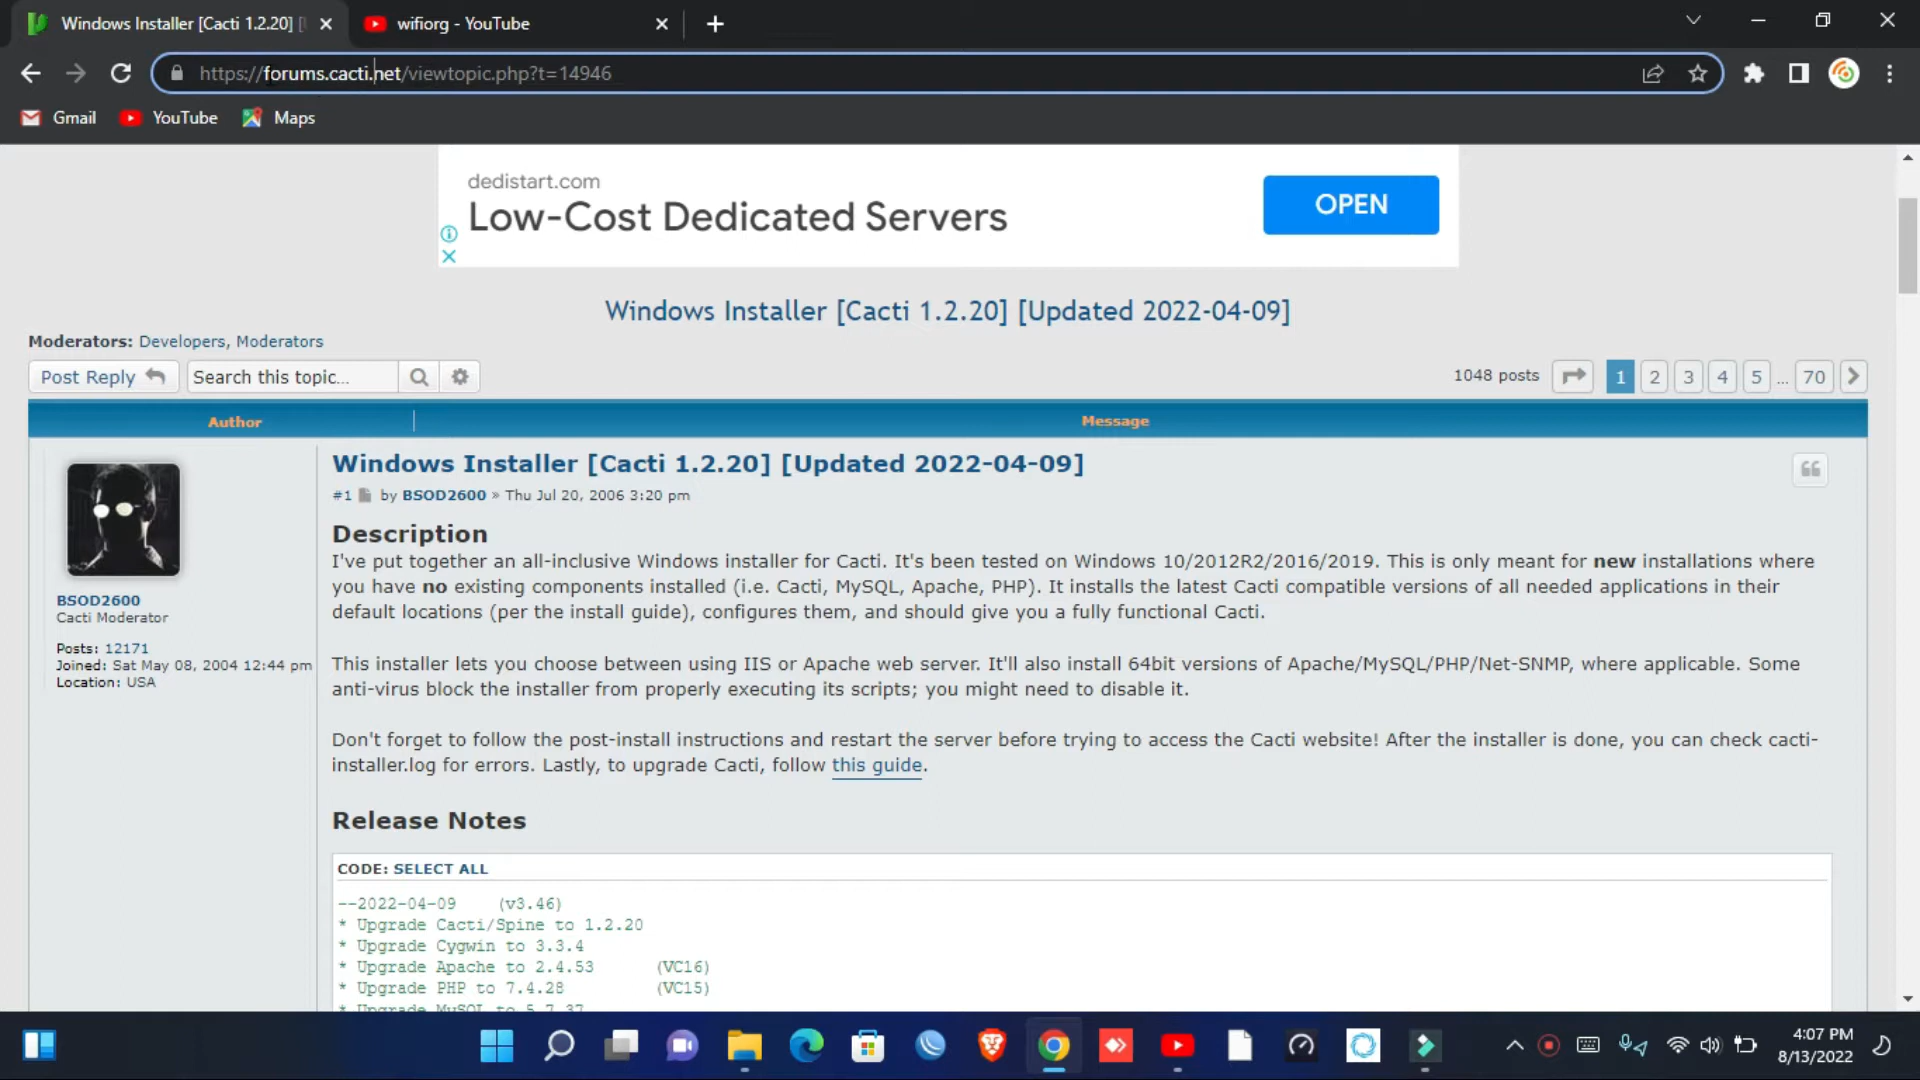 Windows Installer [Cacti 1.2.20] [
wifiorg - YouTube
https://forums.cacti.net/viewtopic.php?t=14946
Gmail
YouTube
Maps
dedistart.com
Low-Cost Dedicated Servers
OPEN
Windows Installer [Cacti 1.2.20] [Updated 2022-04-09]
Moderators: Developers, Moderators
Post Reply
Search this topic...
1048 posts
1 2 3 4 5 ... 70
Author
Message
Windows Installer [Cacti 1.2.20] [Updated 2022-04-09]
#1 by BSOD2600 » Thu Jul 20, 2006 3:20 pm
BSOD2600
Cacti Moderator
Posts: 12171
Joined: Sat May 08, 2004 12:44 pm
Location: USA
Description
I've put together an all-inclusive Windows installer for Cacti. It's been tested on Windows 10/2012R2/2016/2019. This is only meant for new installations where
you have no existing components installed (i.e. Cacti, MySQL, Apache, PHP). It installs the latest Cacti compatible versions of all needed applications in their
default locations (per the install guide), configures them, and should give you a fully functional Cacti.
This installer lets you choose between using IIS or Apache web server. It'll also install 64bit versions of Apache/MySQL/PHP/Net-SNMP, where applicable. Some
anti-virus block the installer from properly executing its scripts; you might need to disable it.
Don't forget to follow the post-install instructions and restart the server before trying to access the Cacti website! After the installer is done, you can check cacti-
installer.log for errors. Lastly, to upgrade Cacti, follow this guide.
Release Notes
CODE: SELECT ALL
--2022-04-09 (v3.46)
* Upgrade Cacti/Spine to 1.2.20
* Upgrade Cygwin to 3.3.4
* Upgrade Apache to 2.4.53 (VC16)
* Upgrade PHP to 7.4.28 (VC15)
* Upgrade MySQL to 5.7.37
4:07 PM
8/13/2022